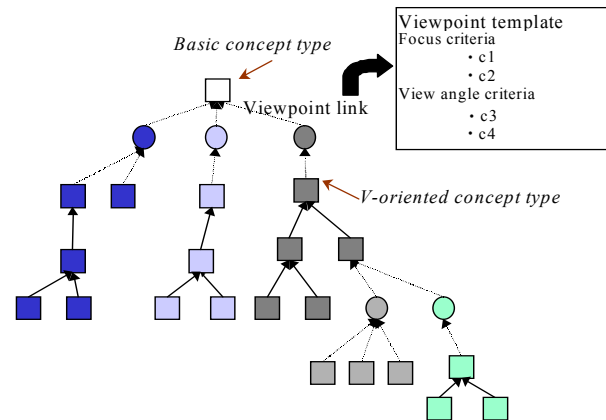 Basic concept type
Viewpoint template
Focus criteria
• c1
• c2
View angle criteria
• c3
• c4
Viewpoint link
V-oriented concept type